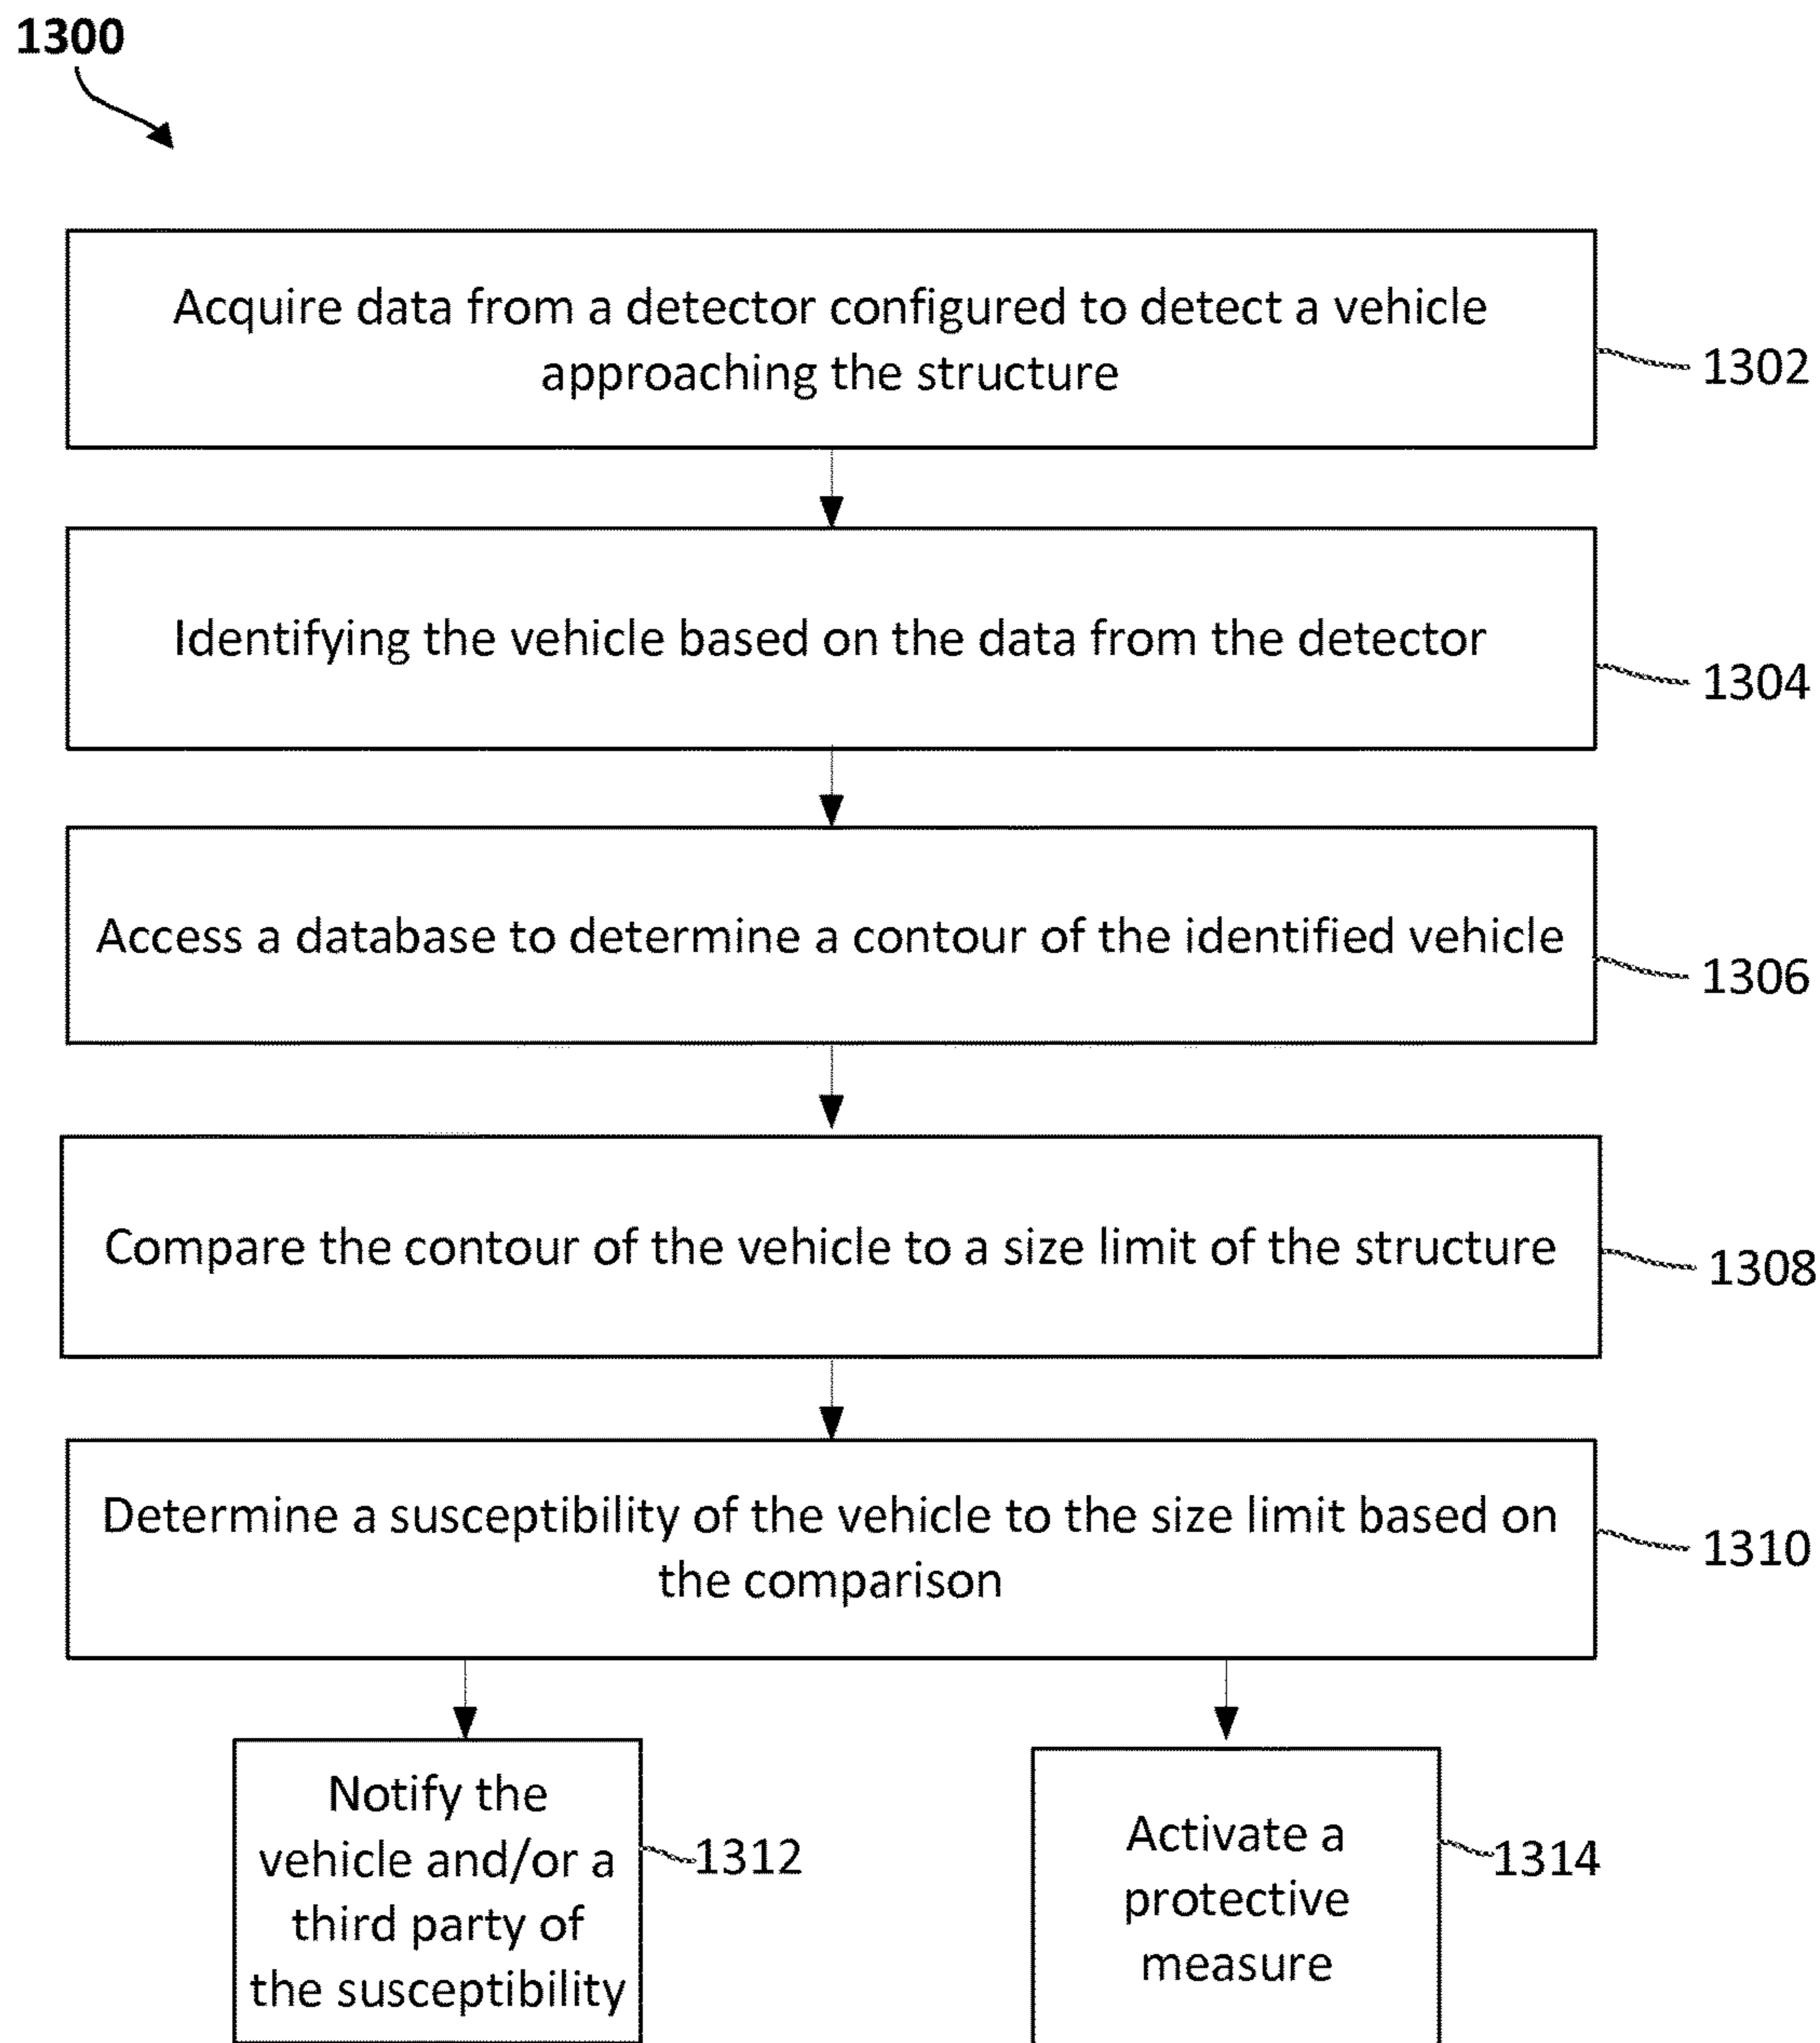 1300
Acquire data from a detector configured to detect a vehicle
approaching the structure
1302
Identifying the vehicle based on the data from the detector
1304
Access a database to determine a contour of the identified vehicle
1306
Compare the contour of the vehicle to a size limit of the structure
1308
Determine a susceptibility of the vehicle to the size limit based on
the comparison
1310
Notify the
vehicle and/or a
third party of
the susceptibility
1312
Activate a
protective
measure
1314